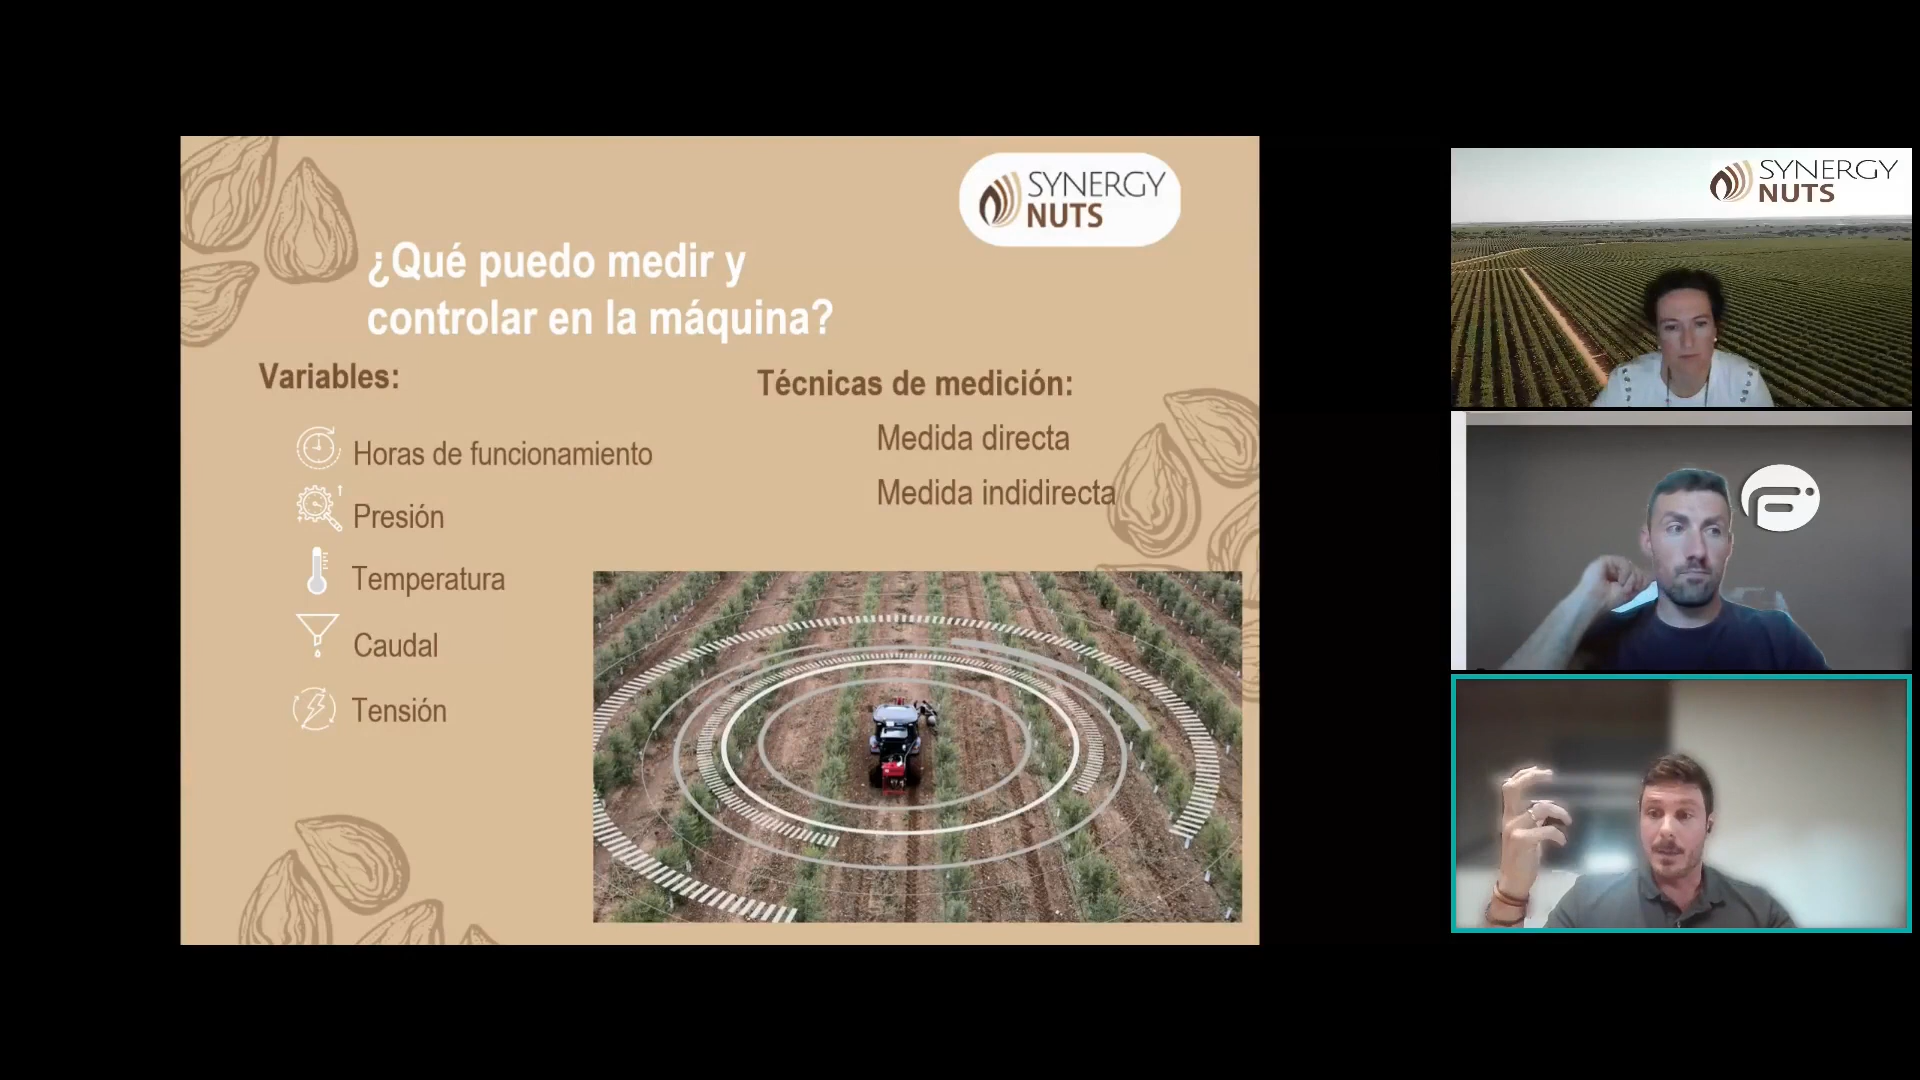 SYNERGY
NUTS
¿Qué puedo medir y
controlar en la máquina?
Variables:
Horas de funcionamiento
Presión
Temperatura
Caudal
Tensión
Técnicas de medición:
Medida directa
Medida indidirecta
SYNERGY
NUTS